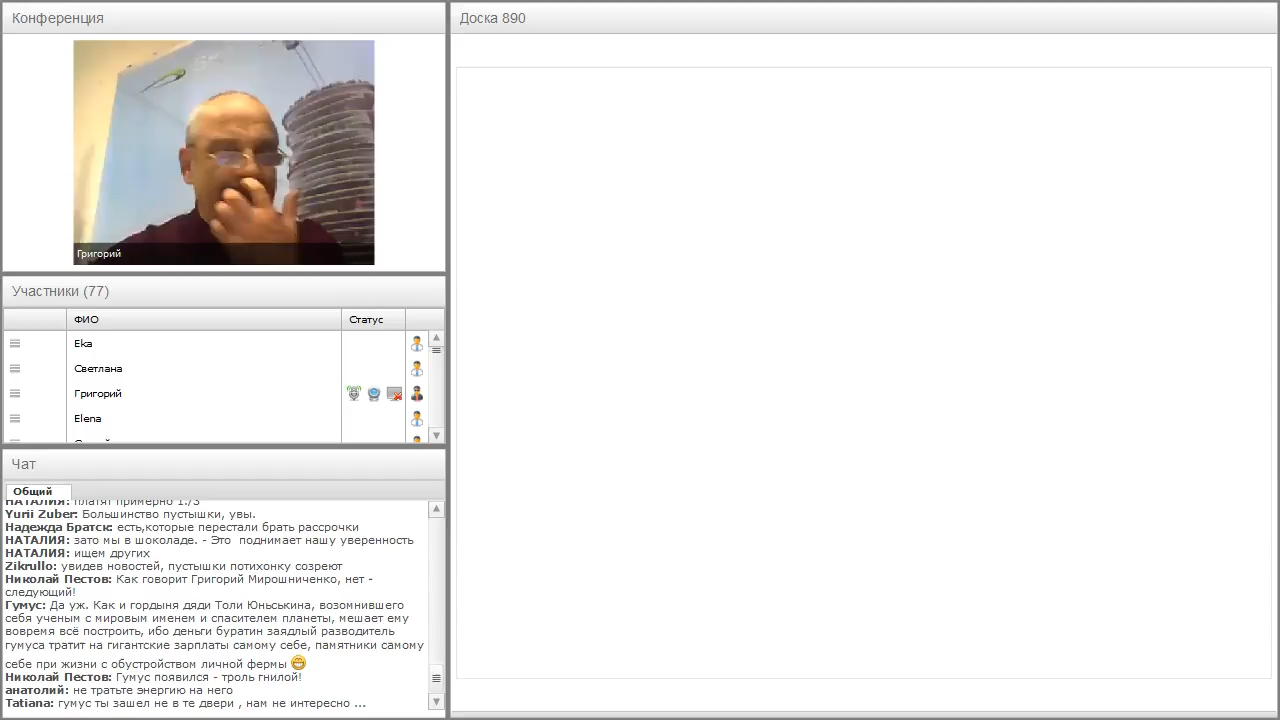 Конференция
Григорий
Участники (77)
ФИО
Статус
Eka
Светлана
Григорий
Elena
Чат
Общий
НАТАЛИЯ: платят примерно 1:/3
Yurii Zuber: Большинство пустышки, увы.
Надежда Братск: есть,которые перестали брать рассрочки
НАТАЛИЯ: зато мы в шоколаде. - Это поднимает нашу уверенность
НАТАЛИЯ: ищем других
Zikrullo: увидев новостей, пустышки потихонку созреют
Николай Пестов: Как говорит Григорий Мирошниченко, нет -
следующий!
Гумус: Да уж. Как и гордыня дяди Толи Юньськина, возомнившего
себя ученым с мировым именем и спасителем планеты, мешает ему
вовремя всё построить, ибо деньги буратин заядлый разводитель
гумуса тратит на гигантские зарплаты самому себе, памятники самому
себе при жизни с обустройством личной фермы
Николай Пестов: Гумус появился - троль гнилой!
анатолий: не тратьте энергию на него
Tatiana: гумус ты зашел не в те двери , нам не интересно ...
Доска 890